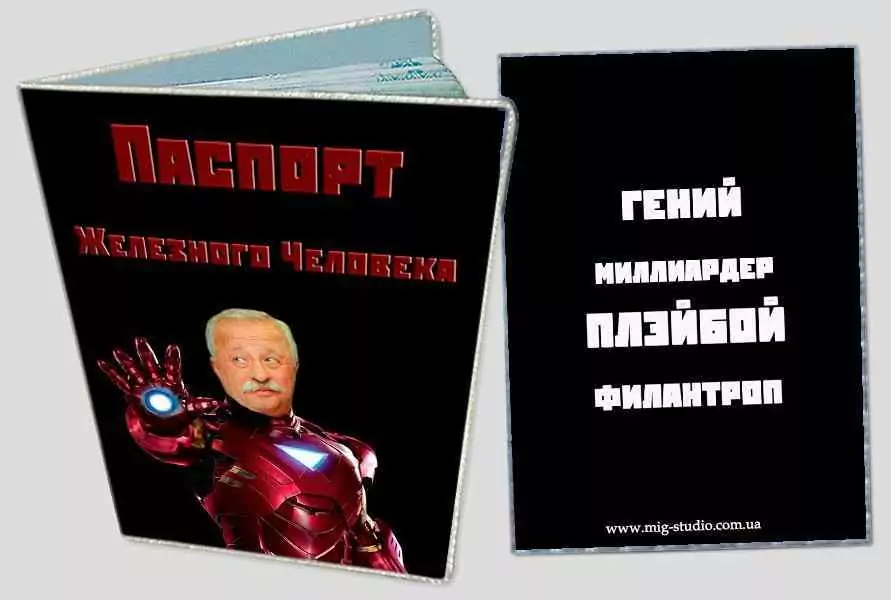 Паспорт
Железного Человека
ГЕНИЙ
МИЛЛИАРДЕР
ПЛЭЙБОЙ
ФИЛАНТРОП
www.mig-studio.com.ua